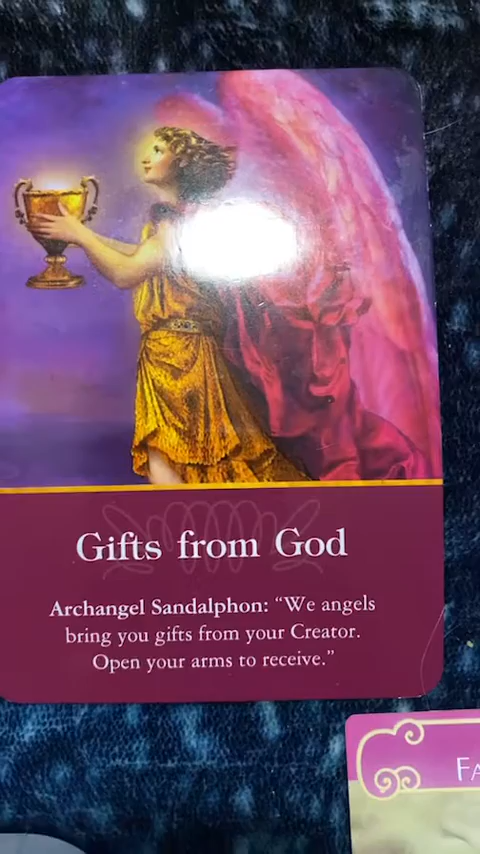 Gifts from God
Archangel Sandalphon: “We angels
bring you gifts from your Creator.
Open your arms to receive.”